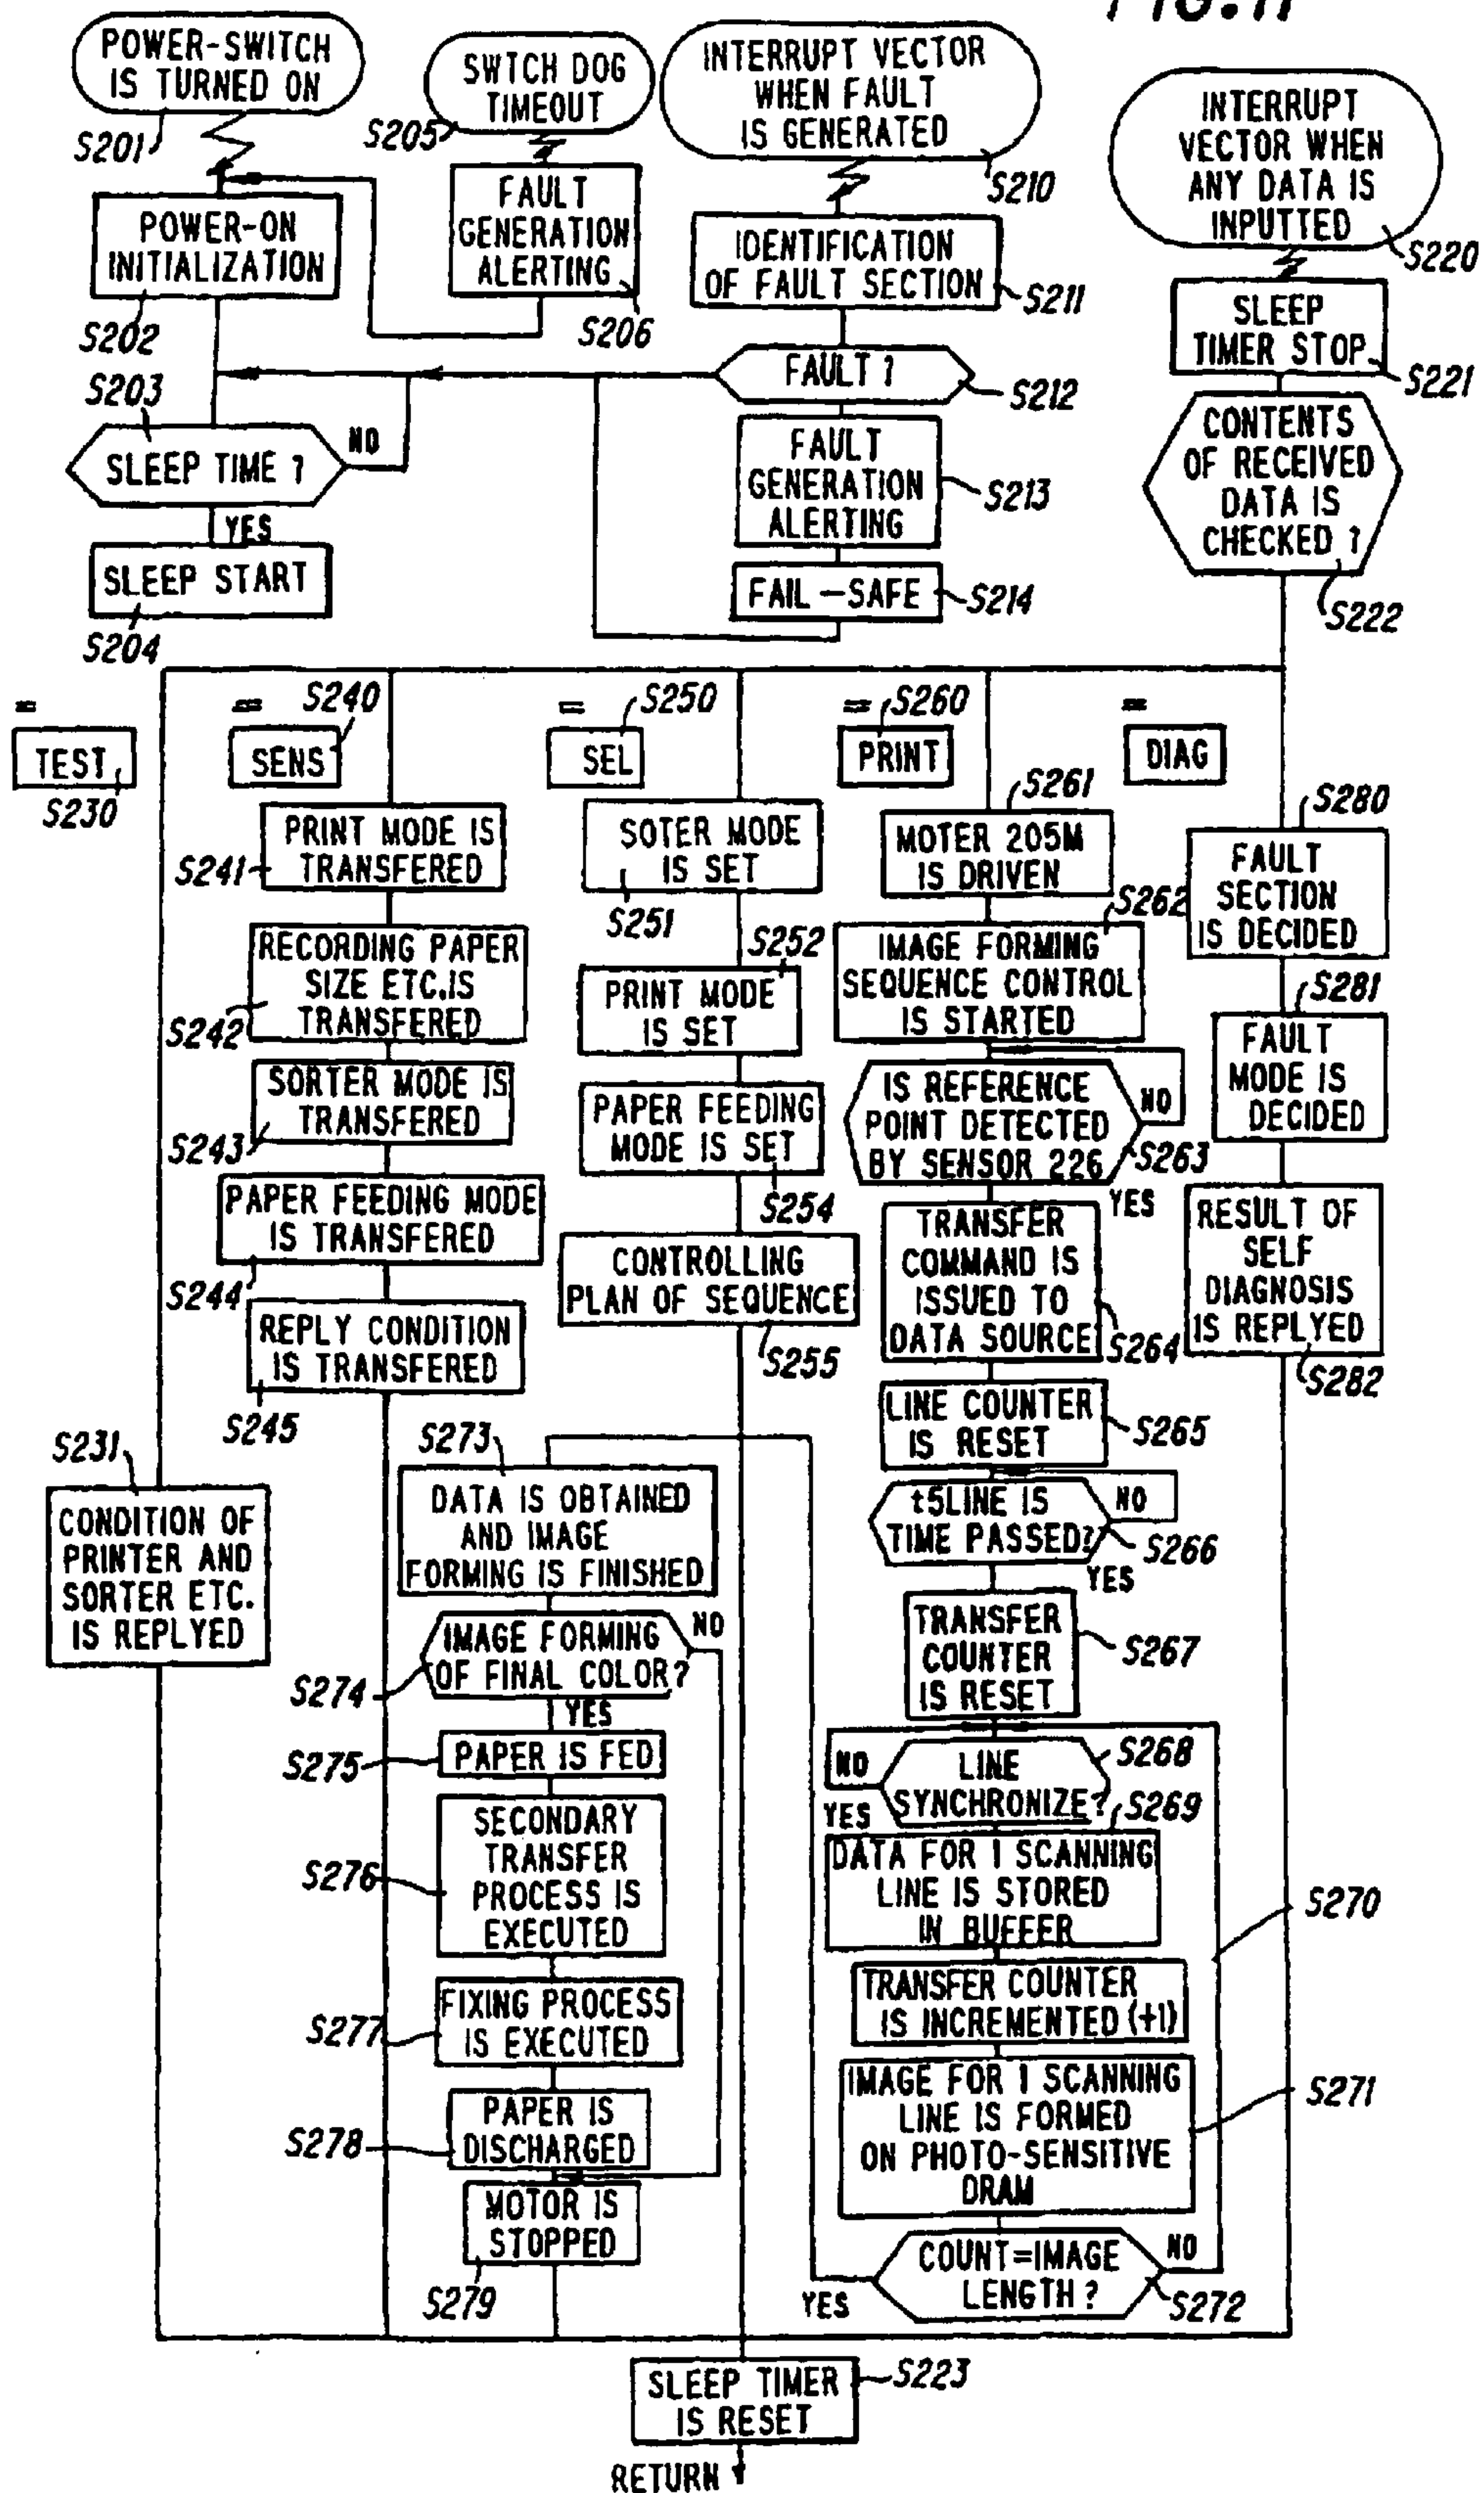 FIG. 11
POWER-SWITCH
IS TURNED ON
S201
POWER-ON
INITIALIZATION
S202
S203
SLEEP TIME ?
NO
YES
SLEEP START
S204
SWTCH DOG
TIMEOUT
S205
FAULT
GENERATION
ALERTING
S206
INTERRUPT VECTOR
WHEN FAULT
IS GENERATED
S210
IDENTIFICATION
OF FAULT SECTION
S211
FAULT ?
S212
FAULT
GENERATION
ALERTING
S213
FAIL-SAFE
S214
INTERRUPT
VECTOR WHEN
ANY DATA IS
INPUTTED
S220
SLEEP
TIMER STOP
S221
CONTENTS
OF RECEIVED
DATA IS
CHECKED ?
S222
=
TEST
S230
S231
CONDITION OF
PRINTER AND
SORTER ETC.
IS REPLYED
=
S240
SENS
PRINT MODE IS
TRANSFERED
S241
RECORDING PAPER
SIZE ETC.IS
TRANSFERED
S242
SORTER MODE IS
TRANSFERED
S243
PAPER FEEDING MODE
IS TRANSFERED
S244
REPLY CONDITION
IS TRANSFERED
S245
=
S250
SEL
SOTER MODE
IS SET
S251
S252
PRINT MODE
IS SET
PAPER FEEDING
MODE IS SET
S254
CONTROLLING
PLAN OF SEQUENCE
S255
=
S260
PRINT
S261
MOTER 205M
IS DRIVEN
S262
IMAGE FORMING
SEQUENCE CONTROL
IS STARTED
IS REFERENCE
POINT DETECTED
BY SENSOR 226
NO
S263
YES
TRANSFER
COMMAND IS
ISSUED TO
DATA SOURCE
S264
LINE COUNTER
IS RESET
S265
t5LINE IS
TIME PASSED?
NO
S266
YES
TRANSFER
COUNTER
IS RESET
S267
NO
LINE
SYNCHRONIZE?
S268
YES
S269
DATA FOR 1 SCANNING
LINE IS STORED
IN BUFFER
TRANSFER COUNTER
IS INCREMENTED (+1)
S270
IMAGE FOR 1 SCANNING
LINE IS FORMED
ON PHOTO-SENSITIVE
DRAM
S271
COUNT=IMAGE
LENGTH ?
NO
YES
S272
S273
DATA IS OBTAINED
AND IMAGE
FORMING IS FINISHED
IMAGE FORMING
OF FINAL COLOR?
NO
S274
YES
PAPER IS FED
S275
SECONDARY
TRANSFER
PROCESS IS
EXECUTED
S276
FIXING PROCESS
IS EXECUTED
S277
PAPER IS
DISCHARGED
S278
MOTOR IS
STOPPED
S279
=
DIAG
S280
FAULT
SECTION
IS DECIDED
S281
FAULT
MODE IS
DECIDED
RESULT OF
SELF
DIAGNOSIS
IS REPLYED
S282
SLEEP TIMER
IS RESET
S223
RETURN